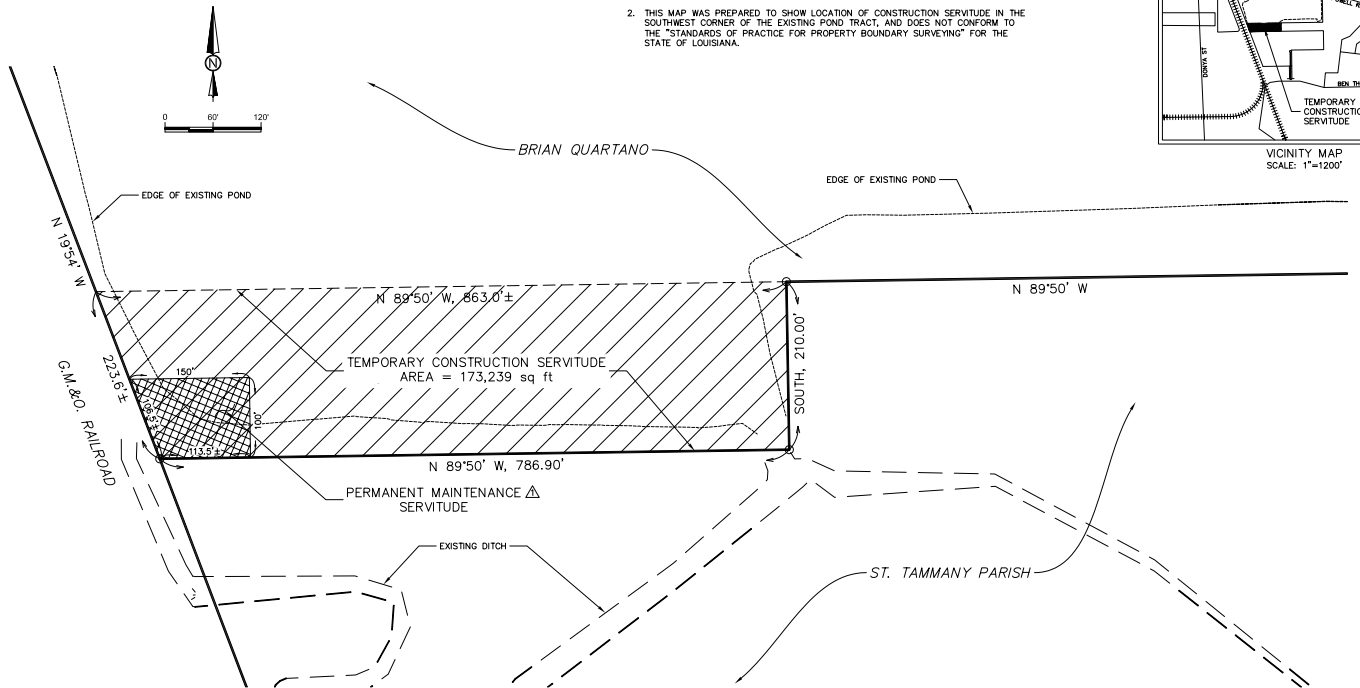 2. THIS MAP WAS PREPARED TO SHOW LOCATION OF CONSTRUCTION SERVITUDE IN THE
SOUTHWEST CORNER OF THE EXISTING POND TRACT, AND DOES NOT CONFORM TO
THE "STANDARDS OF PRACTICE FOR PROPERTY BOUNDARY SURVEYING" FOR THE
STATE OF LOUISIANA.
N
0 60' 120'
DONYA ST
BEN TH
TEMPORARY
CONSTRUCTIO
SERVITUDE
VICINITY MAP
SCALE: 1"=1200'
BRIAN QUARTANO
EDGE OF EXISTING POND
EDGE OF EXISTING POND
N 19°54' W
N 89°50' W, 863.0'±
N 89°50' W
SOUTH, 210.00'
TEMPORARY CONSTRUCTION SERVITUDE
AREA = 173,239 sq ft
223.6'±
G.M.&O. RAILROAD
150'
106.5'±
100'
113.5'±
N 89°50' W, 786.90'
PERMANENT MAINTENANCE
SERVITUDE
EXISTING DITCH
ST. TAMMANY PARISH